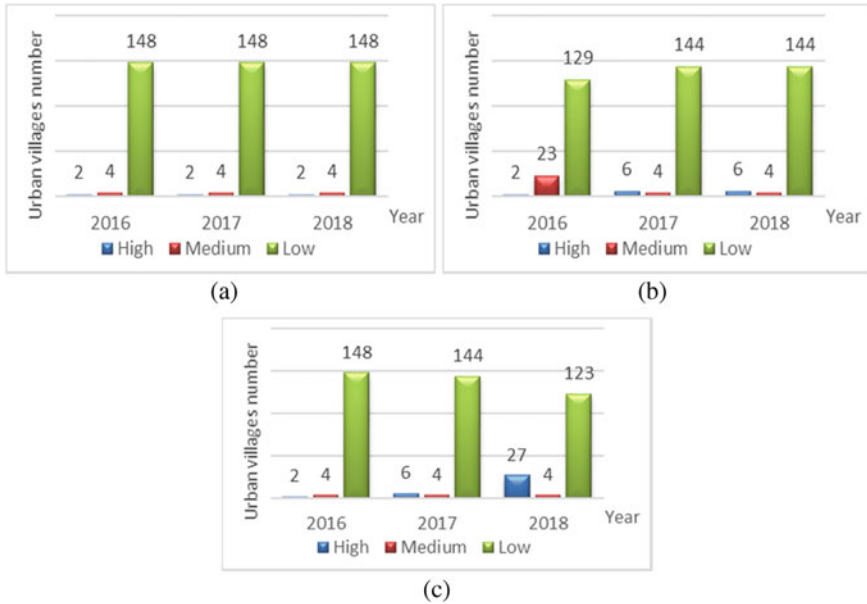 Urban villages number
148 148 148
2 4 2 4 2 4
2016 2017 2018 Year
High Medium Low
(a)
Urban villages number
129 144 144
2 23 6 4 6 4
2016 2017 2018 Year
High Medium Low
(b)
Urban villages number
148 144 123
2 4 6 4 27 4
2016 2017 2018 Year
High Medium Low
(c)